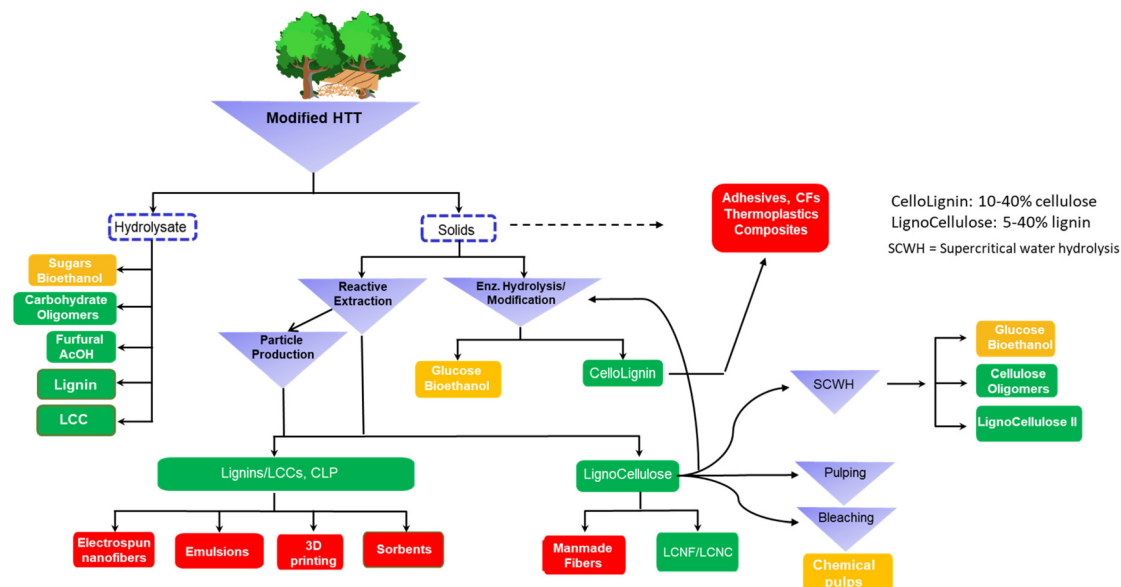 Modified HTT
Hydrolysate
Solids
Adhesives, CFs
Thermoplastics
Composites
CelloLignin: 10-40% cellulose
LignoCellulose: 5-40% lignin
SCWH = Supercritical water hydrolysis
Sugars
Bioethanol
Carbohydrate
Oligomers
Furfural
AcOH
Lignin
LCC
Reactive
Extraction
Enz. Hydrolysis/
Modification
Particle
Production
Glucose
Bioethanol
CelloLignin
SCWH
Glucose
Bioethanol
Cellulose
Oligomers
LignoCellulose II
Lignins/LCCs, CLP
LignoCellulose
Pulping
Bleaching
Electrospun
nanofibers
Emulsions
3D
printing
Sorbents
Manmade
Fibers
LCNF/LCNC
Chemical
pulps